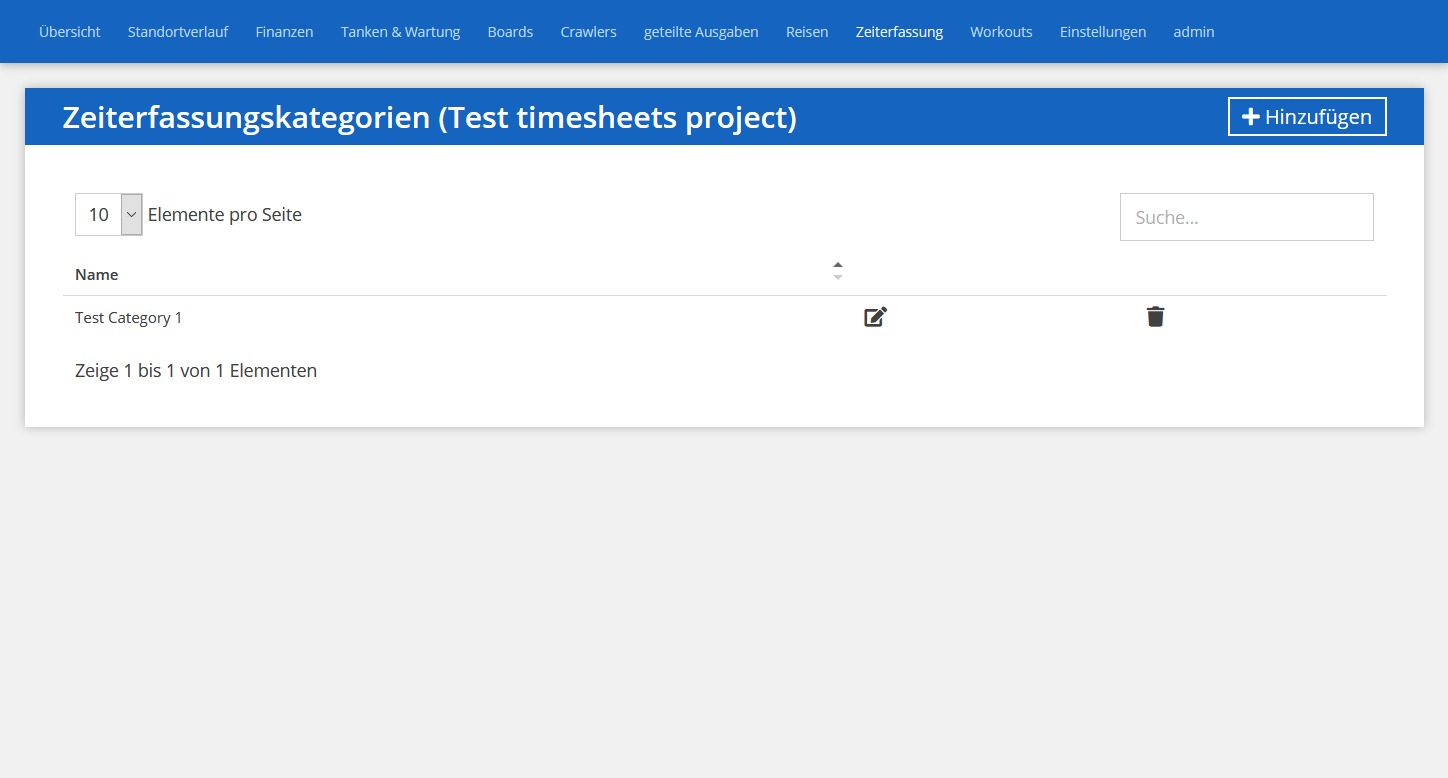 Übersicht Standortverlauf Finanzen Tanken & Wartung Boards Crawlers geteilte Ausgaben Reisen Zeiterfassung Workouts Einstellungen admin
Zeiterfassungskategorien (Test timesheets project) Hinzufügen
10 Elemente pro Seite Suche...
Name
Test Category 1
Zeige 1 bis 1 von 1 Elementen